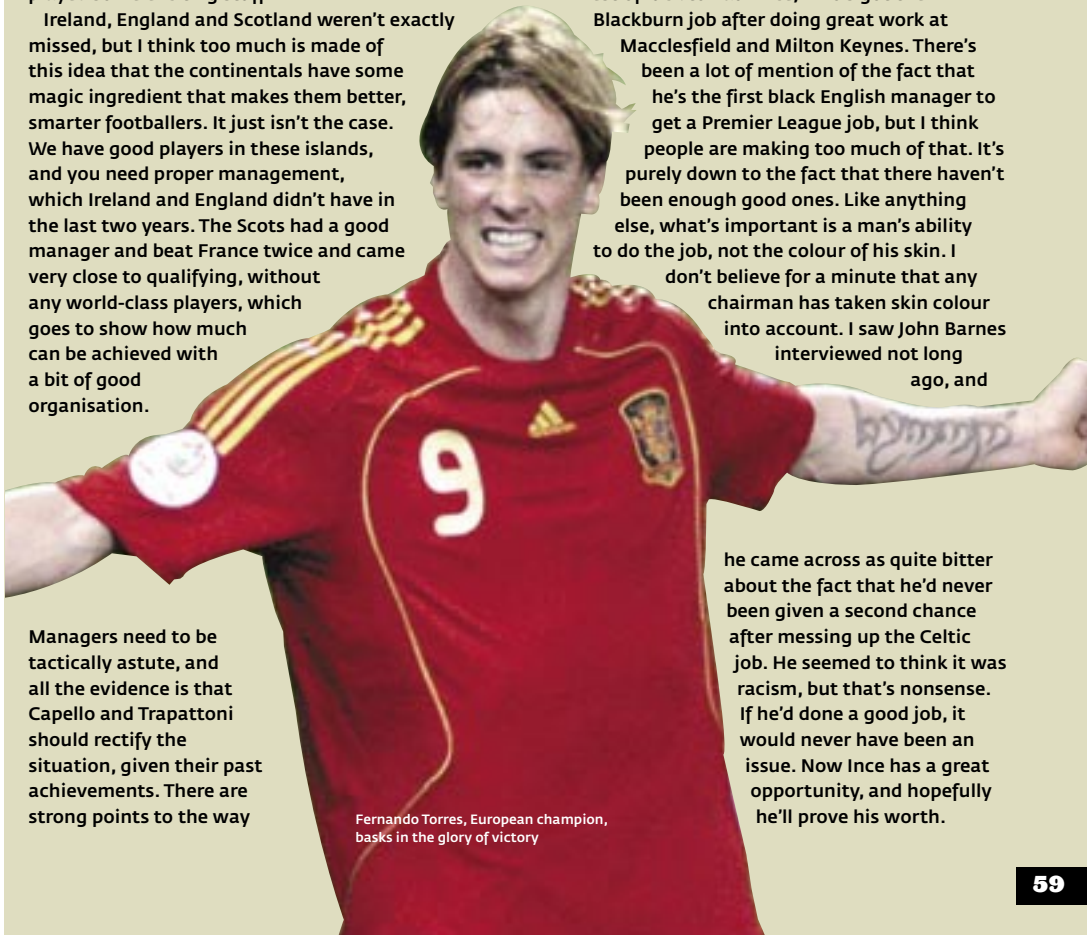 Ireland, England and Scotland weren't exactly
missed, but I think too much is made of
this idea that the continentals have some
magic ingredient that makes them better,
smarter footballers. It just isn't the case.
We have good players in these islands,
and you need proper management,
which Ireland and England didn't have in
the last two years. The Scots had a good
manager and beat France twice and came
very close to qualifying, without
any world-class players, which
goes to show how much
can be achieved with
a bit of good
organisation.
Managers need to be
tactically astute, and
all the evidence is that
Capello and Trapattoni
should rectify the
situation, given their past
achievements. There are
strong points to the way
Blackburn job after doing great work at
Macclesfield and Milton Keynes. There's
been a lot of mention of the fact that
he's the first black English manager to
get a Premier League job, but I think
people are making too much of that. It's
purely down to the fact that there haven't
been enough good ones. Like anything
else, what's important is a man's ability
to do the job, not the colour of his skin. I
don't believe for a minute that any
chairman has taken skin colour
into account. I saw John Barnes
interviewed not long
ago, and
he came across as quite bitter
about the fact that he'd never
been given a second chance
after messing up the Celtic
job. He seemed to think it was
racism, but that's nonsense.
If he'd done a good job, it
would never have been an
issue. Now Ince has a great
opportunity, and hopefully
he'll prove his worth.
9
Fernando Torres, European champion,
basks in the glory of victory
59